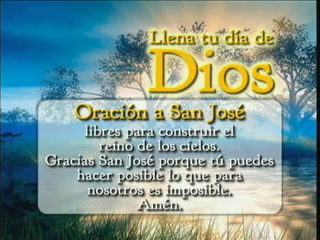 Llena tu día de
Dios
Oración a San José
libres para construir el
reino de los cielos.
Gracias San José porque tú puedes
hacer posible lo que para
nosotros es imposible.
Amén.